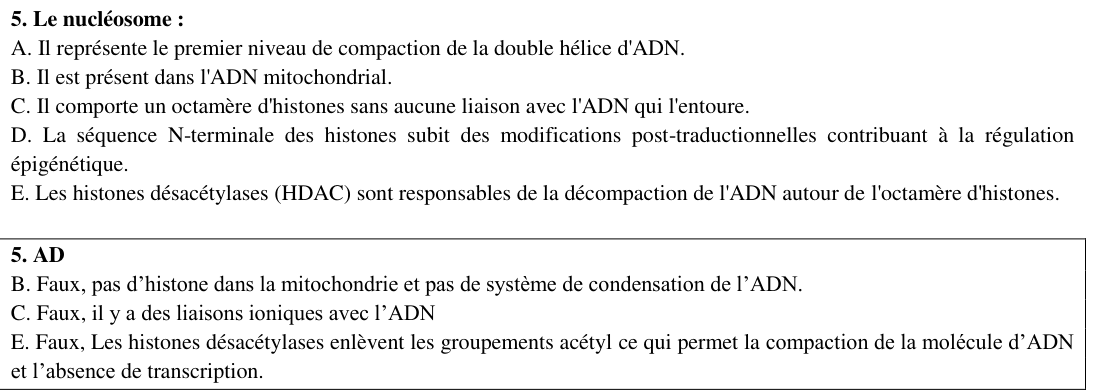 5. Le nucléosome :
A. Il représente le premier niveau de compaction de la double hélice d'ADN.
B. Il est présent dans l'ADN mitochondrial.
C. Il comporte un octamère d'histones sans aucune liaison avec l'ADN qui l'entoure.
D. La séquence N-terminale des histones subit des modifications post-traductionnelles contribuant à la régulation
épigénétique.
E. Les histones désacétylases (HDAC) sont responsables de la décompaction de l'ADN autour de l'octamère d'histones.
5. AD
B. Faux, pas d’histone dans la mitochondrie et pas de système de condensation de l’ADN.
C. Faux, il y a des liaisons ioniques avec l’ADN
E. Faux, Les histones désacétylases enlèvent les groupements acétyl ce qui permet la compaction de la molécule d’ADN
et l’absence de transcription.